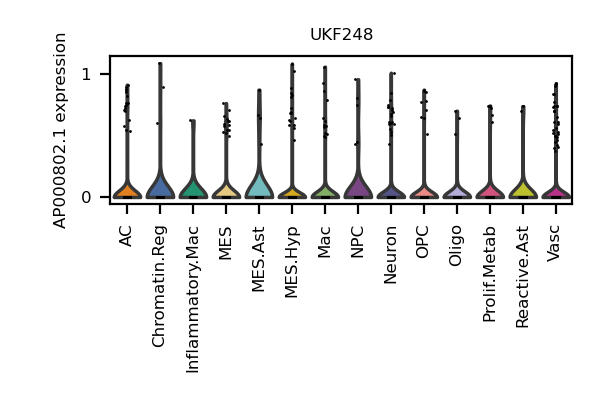 UKF248
AP000802.1 expression
1
0
AC
Chromatin.Reg
Inflammatory.Mac
MES
MES.Ast
MES.Hyp
Mac
NPC
Neuron
OPC
Oligo
Prolif.Metab
Reactive.Ast
Vasc